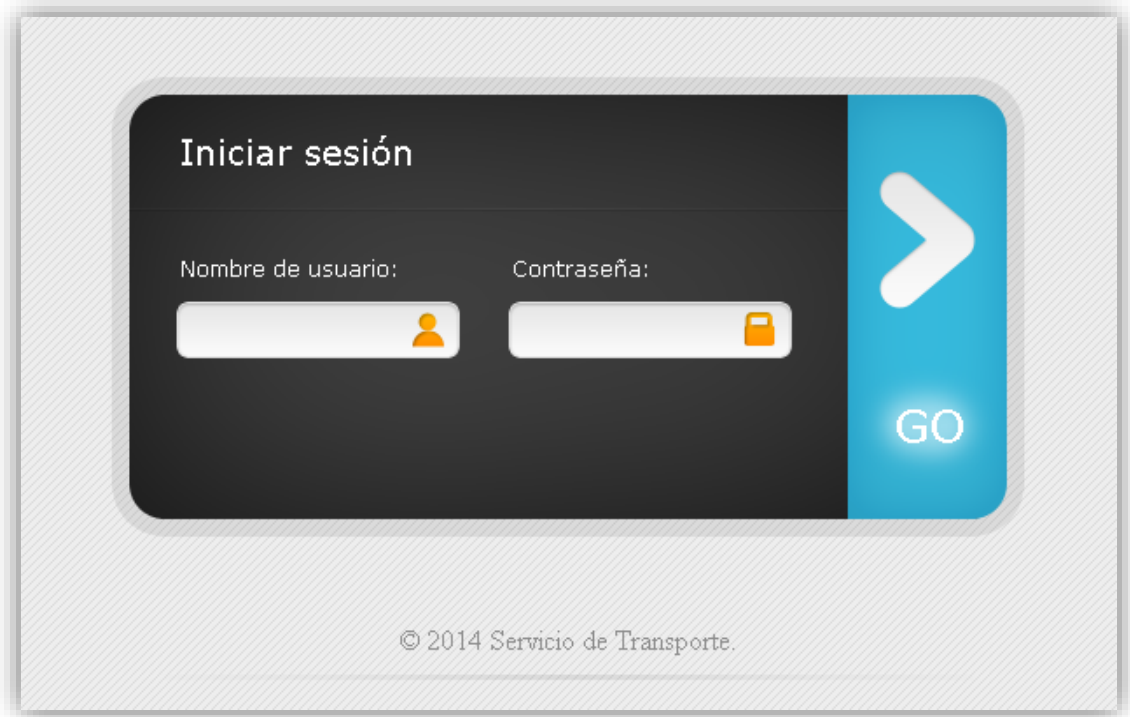 Iniciar sesión
Nombre de usuario:
Contraseña:
GO
© 2014 Servicio de Transporte.